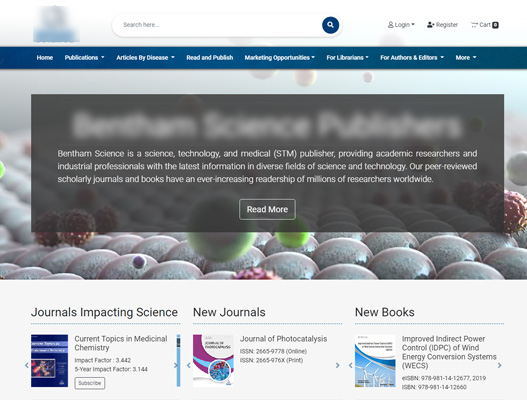 Search here...
Login
Register
Cart 0
Home
Publications
Articles By Disease
Read and Publish
Marketing Opportunities
For Librarians
For Authors & Editors
More
Bentham Science Publishers
Bentham Science is a science, technology, and medical (STM) publisher, providing academic researchers and
industrial professionals with the latest information in diverse fields of science and technology. Our peer-reviewed
scholarly journals and books have an ever-increasing readership of millions of researchers worldwide.
Read More
Journals Impacting Science
Current Topics in Medicinal
Chemistry
Impact Factor : 3.442
5-Year Impact Factor: 3.144
Subscribe
New Journals
JOURNAL OF
PHOTOCATALYSIS
Journal of Photocatalysis
ISSN: 2665-9778 (Online)
ISSN: 2665-976X (Print)
New Books
Improved Indirect Power
Control (IDPC) of Wind
Energy Conversion Systems
(WECS)
eISBN: 978-981-14-12677, 2019
ISBN: 978-981-14-12660